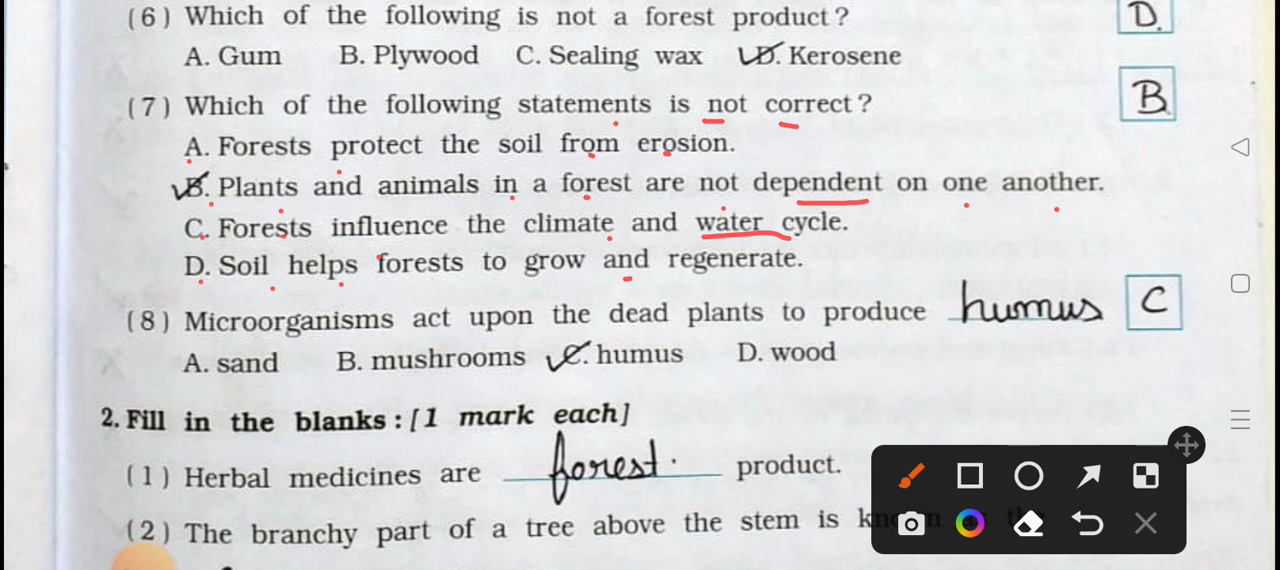 (6) Which of the following is not a forest product? D.
A. Gum B. Plywood C. Sealing wax D. Kerosene
(7) Which of the following statements is not correct? B
A. Forests protect the soil from erosion.
B. Plants and animals in a forest are not dependent on one another.
C. Forests influence the climate and water cycle.
D. Soil helps forests to grow and regenerate.
(8) Microorganisms act upon the dead plants to produce humus C
A. sand B. mushrooms C. humus D. wood
2. Fill in the blanks : [1 mark each]
(1) Herbal medicines are forest product.
(2) The branchy part of a tree above the stem is